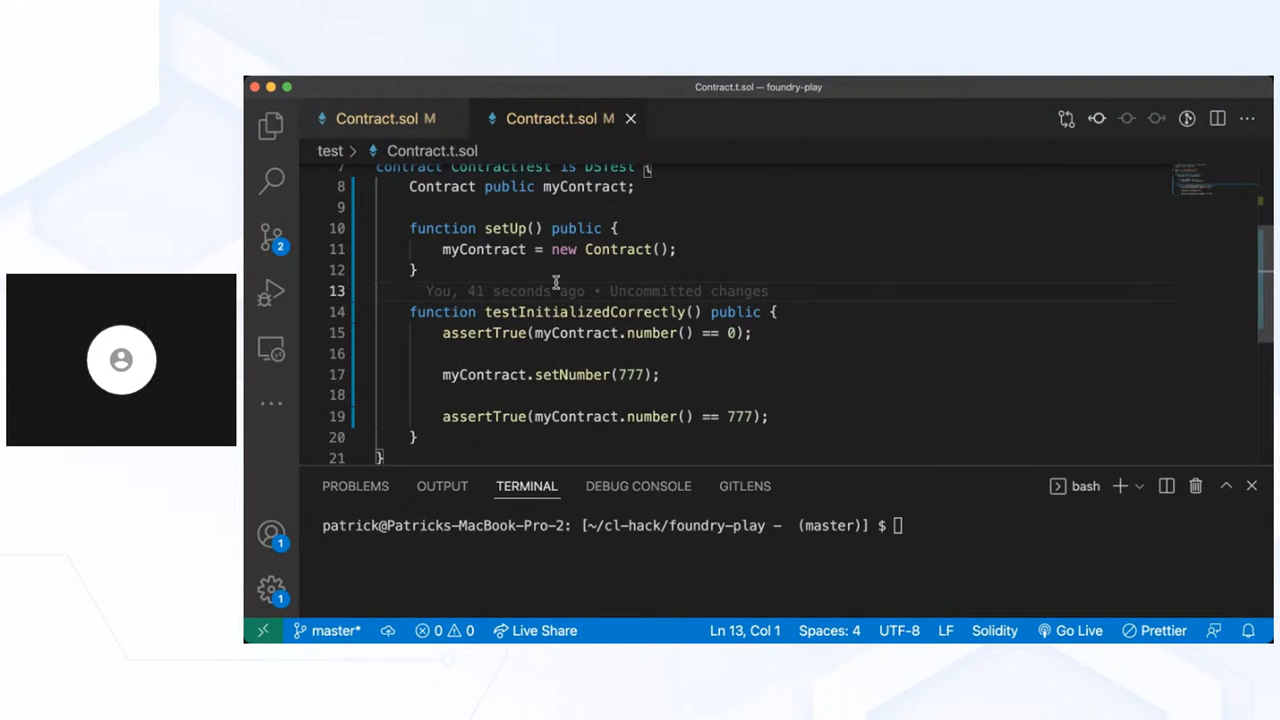 Contract.t.sol — foundry-play
Contract.sol M
Contract.t.sol M
test > Contract.t.sol
7 contract ContractTest is DSTest {
8 Contract public myContract;
9
10 function setUp() public {
11 myContract = new Contract();
12 }
13 You, 41 seconds ago • Uncommitted changes
14 function testInitializedCorrectly() public {
15 assertTrue(myContract.number() == 0);
16
17 myContract.setNumber(777);
18
19 assertTrue(myContract.number() == 777);
20 }
21 }
2
PROBLEMS OUTPUT TERMINAL DEBUG CONSOLE GITLENS bash
patrick@Patricks-MacBook-Pro-2: [~/cl-hack/foundry-play - (master)] $
1
1
master* 0 0 Live Share Ln 13, Col 1 Spaces: 4 UTF-8 LF Solidity Go Live Prettier